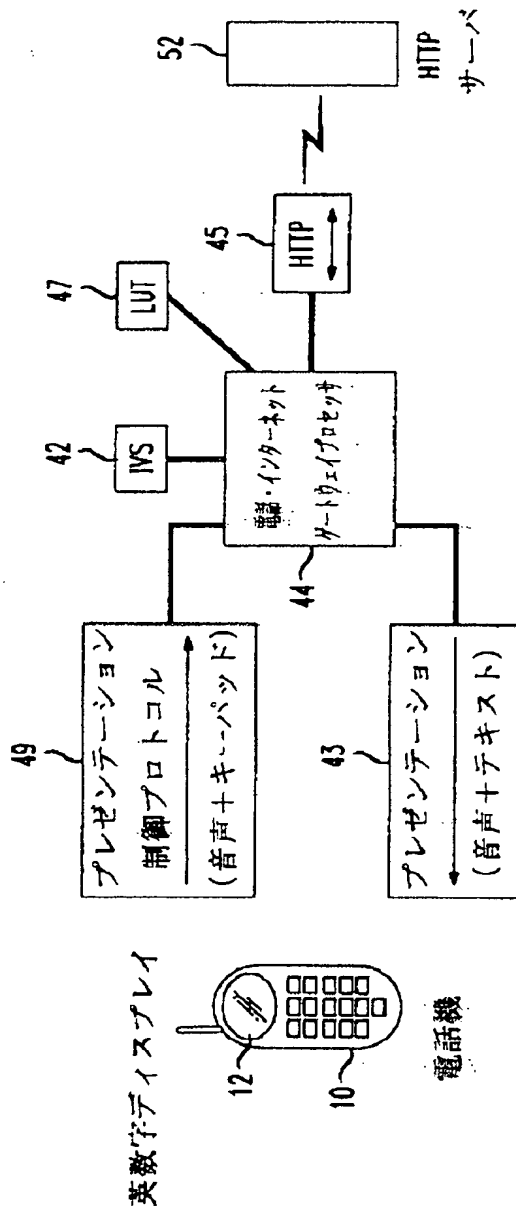 英数字ディスプレイ
12
10
電話機
49
プレゼンテーション
制御プロトコル
(音声+キーパッド)
43
プレゼンテーション
(音声+テキスト)
42
IVS
47
LUT
電話・インターネット
ゲートウェイプロセッサ
44
45
HTTP
52
HTTP
サーバ